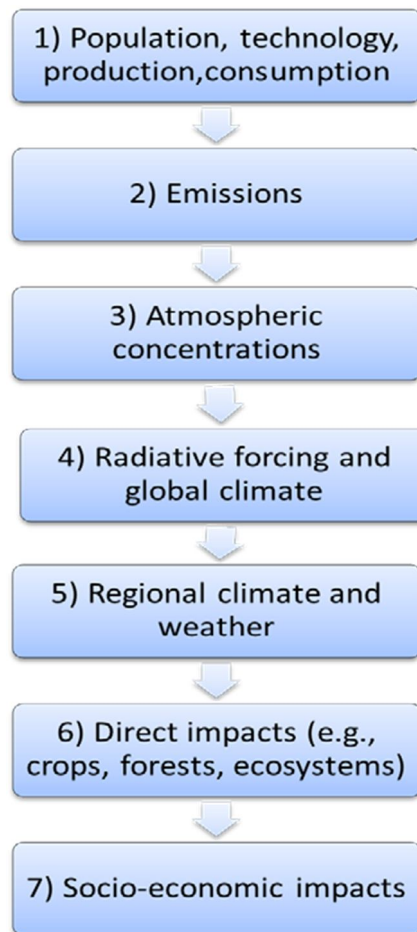 1) Population, technology,
production,consumption
2) Emissions
3) Atmospheric
concentrations
4) Radiative forcing and
global climate
5) Regional climate and
weather
6) Direct impacts (e.g.,
crops, forests, ecosystems)
7) Socio-economic impacts